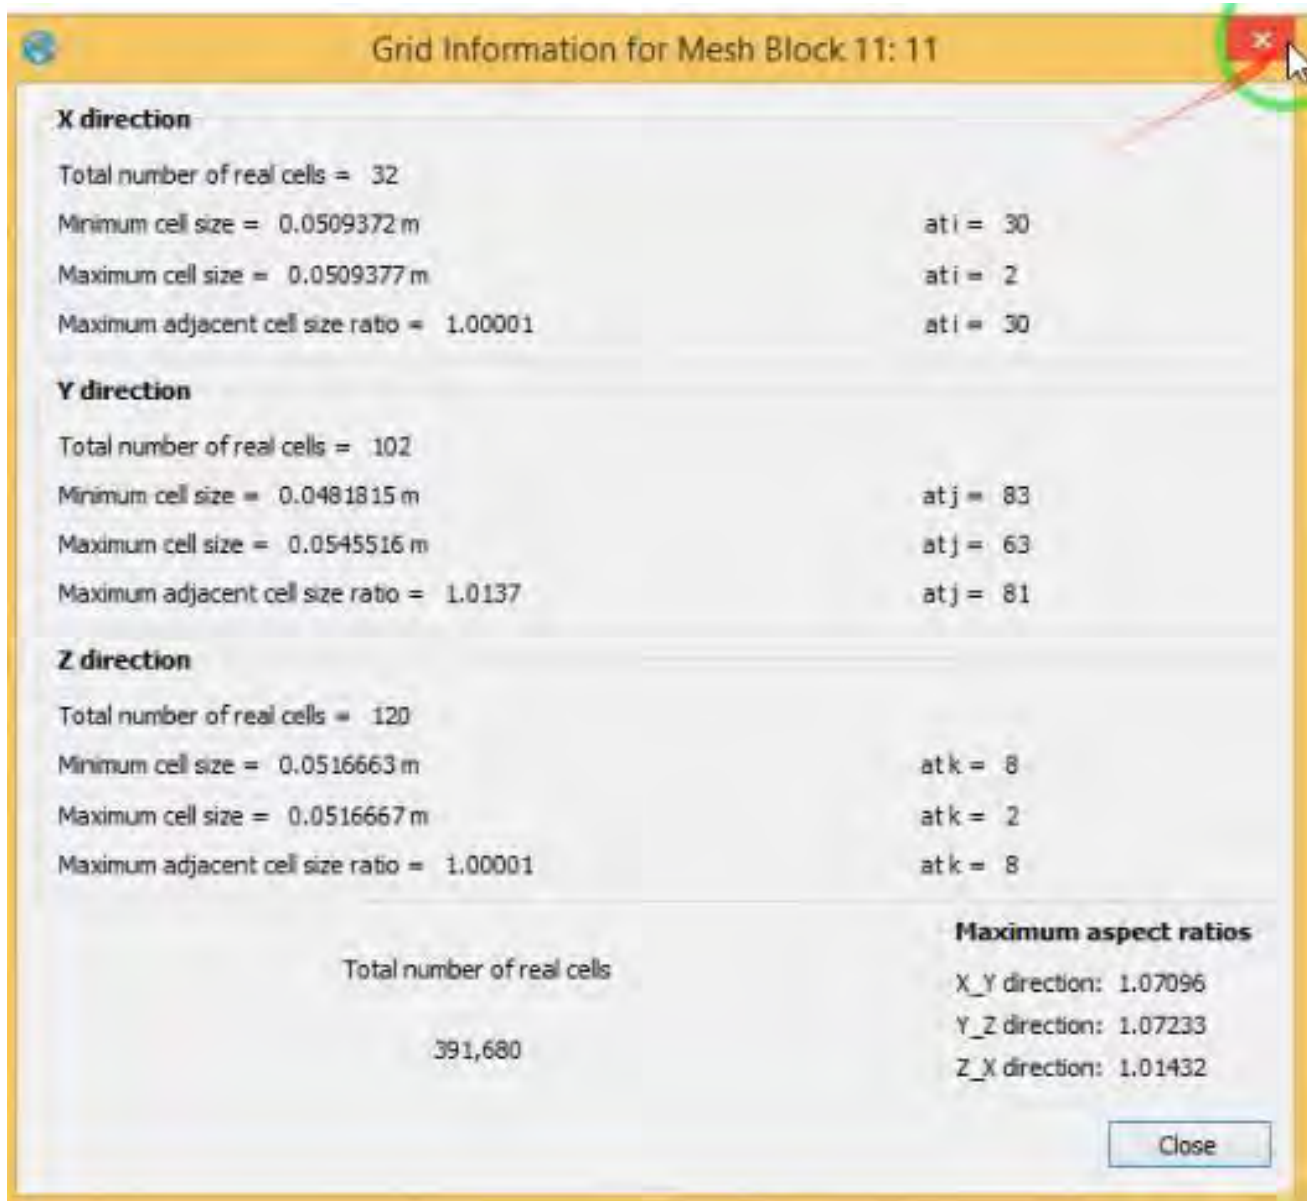 Grid Information for Mesh Block 11: 11
X direction
Total number of real cells = 32
Minimum cell size = 0.0509372 m at i = 30
Maximum cell size = 0.0509377 m at i = 2
Maximum adjacent cell size ratio = 1.00001 at i = 30
Y direction
Total number of real cells = 102
Minimum cell size = 0.0481815 m at j = 83
Maximum cell size = 0.0545516 m at j = 63
Maximum adjacent cell size ratio = 1.0137 at j = 81
Z direction
Total number of real cells = 120
Minimum cell size = 0.0516663 m at k = 8
Maximum cell size = 0.0516667 m at k = 2
Maximum adjacent cell size ratio = 1.00001 at k = 8
Maximum aspect ratios
Total number of real cells
X_Y direction: 1.07096
Y_Z direction: 1.07233
391,680
Z_X direction: 1.01432
Close